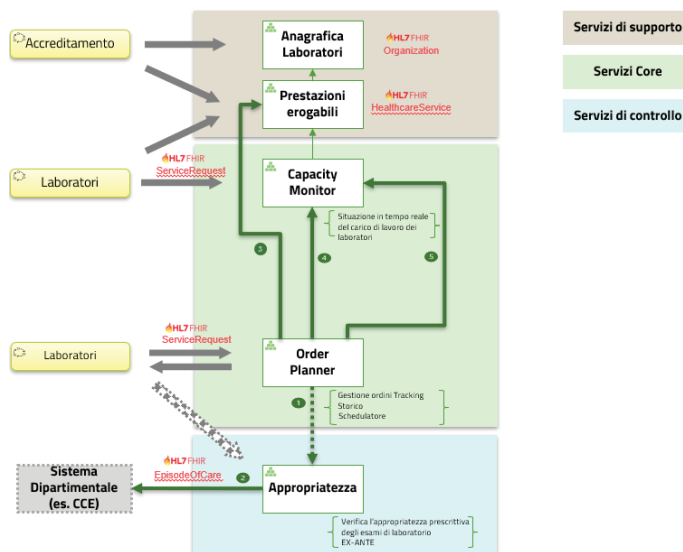 Accreditamento
Anagrafica
Laboratori
HL7 FHIR
Organization
Servizi di supporto
Prestazioni
erogabili
HL7 FHIR
HealthcareService
Servizi Core
Servizi di controllo
Laboratori
HL7 FHIR
ServiceRequest
Capacity
Monitor
Situazione in tempo reale
del carico di lavoro dei
laboratori
3
4
5
HL7 FHIR
ServiceRequest
Laboratori
Order
Planner
1
Gestione ordini Tracking
Storico
Schedulatore
Sistema
Dipartimentale
(es. CCE)
HL7 FHIR
EpisodeOfCare
2
Appropriatezza
Verifica l'appropriatezza prescrittiva
degli esami di laboratorio
EX-ANTE